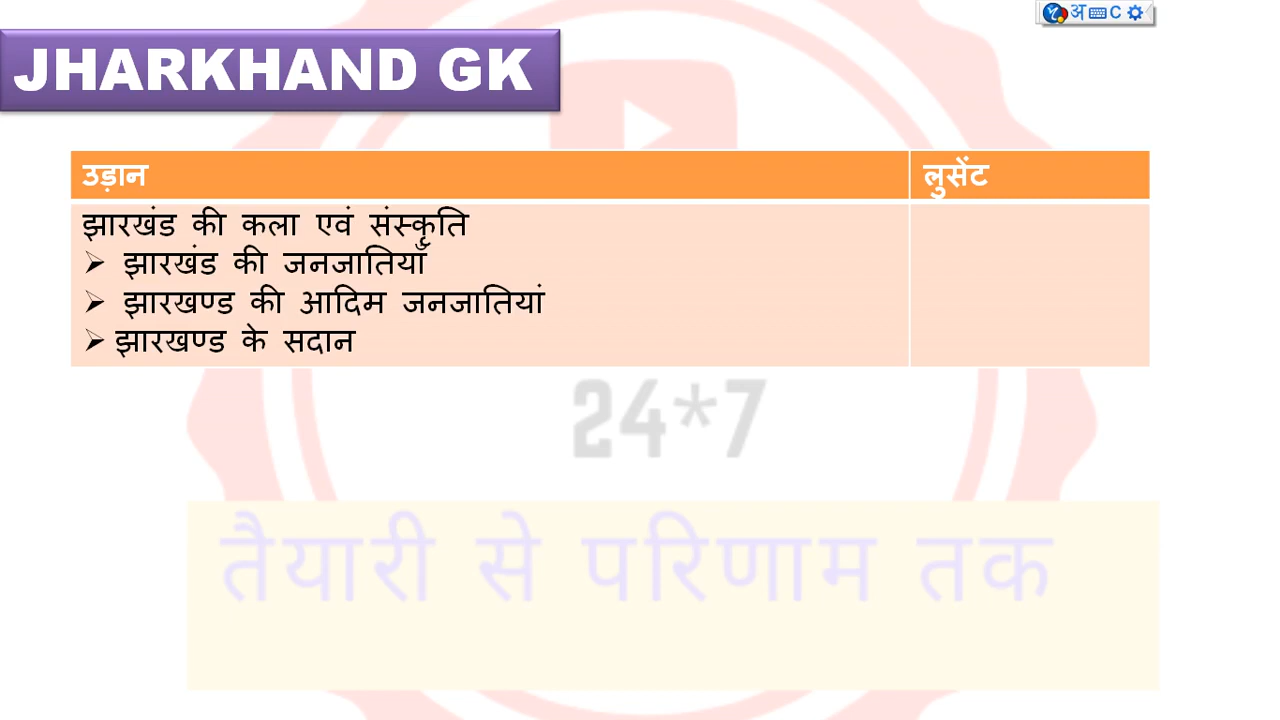 अ C
JHARKHAND GK
उड़ान लुसेंट
झारखंड की कला एवं संस्कृति
➢ झारखंड की जनजातियाँ
➢ झारखण्ड की आदिम जनजातियां
➢ झारखण्ड के सदान
24*7
तैयारी से परिणाम तक